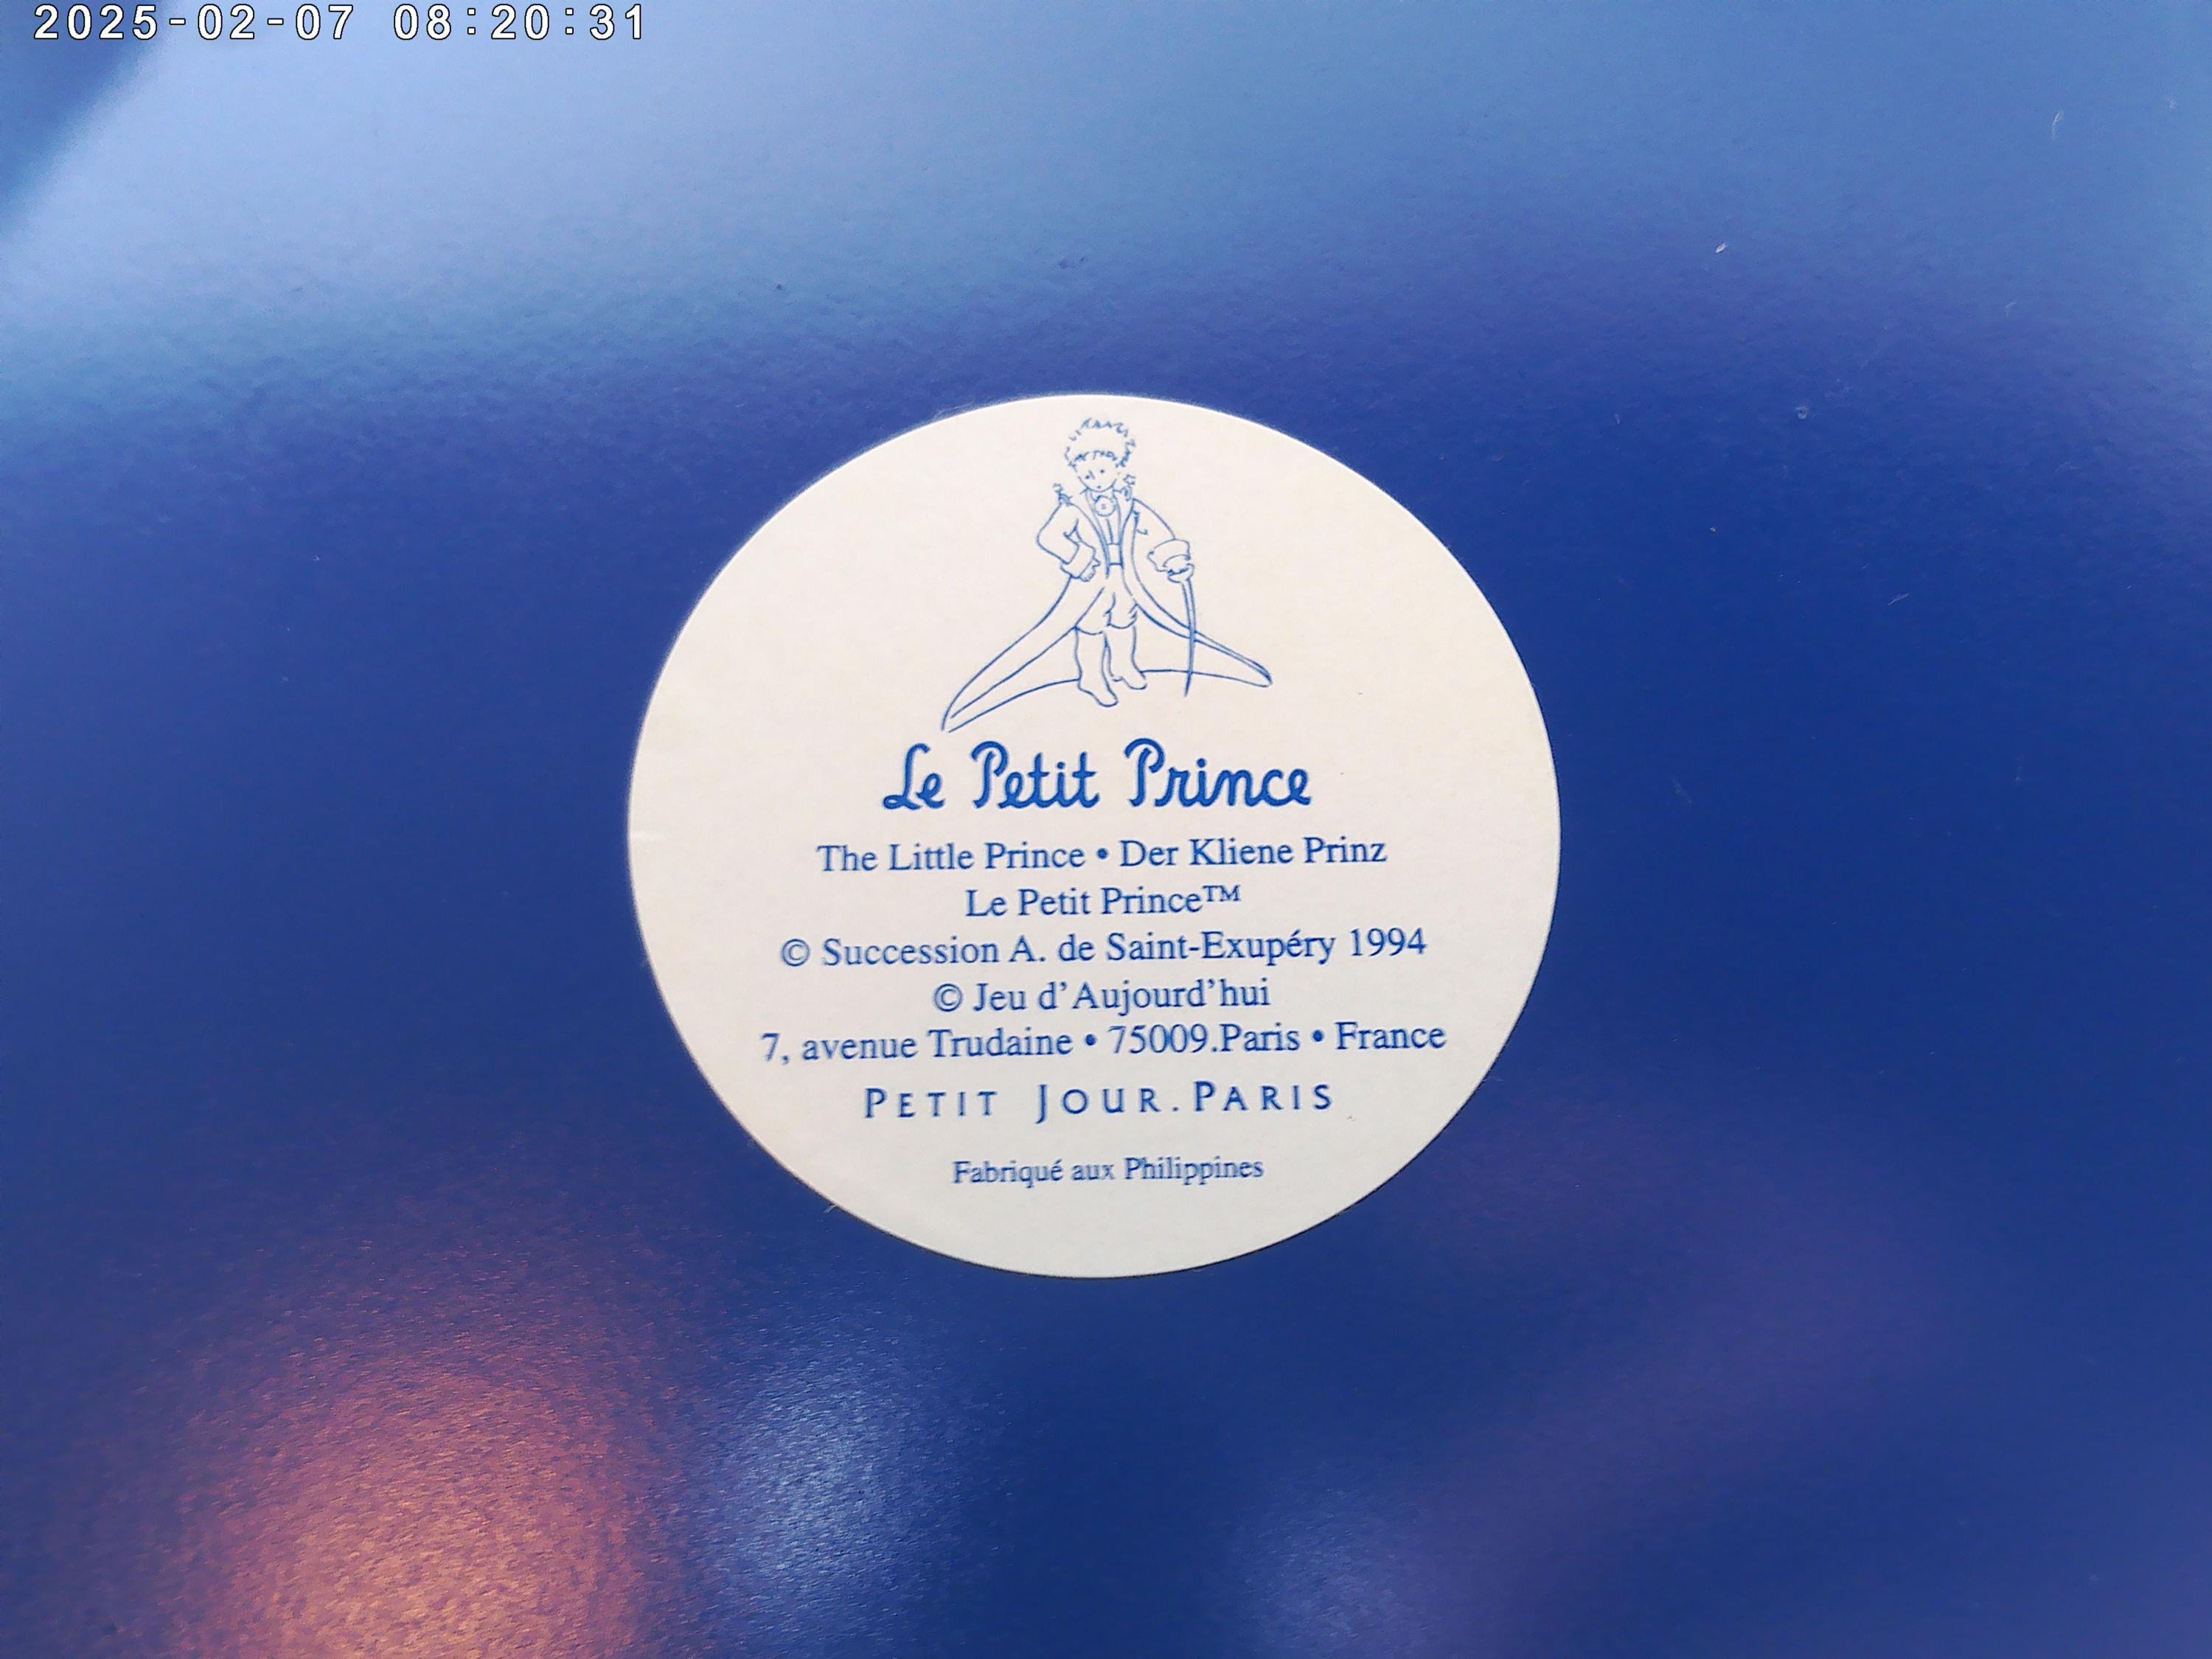 2025-02-07 08:20:31
Le Petit Prince
The Little Prince • Der Kliene Prinz
Le Petit Prince™
© Succession A. de Saint-Exupéry 1994
© Jeu d’Aujourd’hui
7, avenue Trudaine • 75009.Paris • France
PETIT JOUR.PARIS
Fabriqué aux Philippines